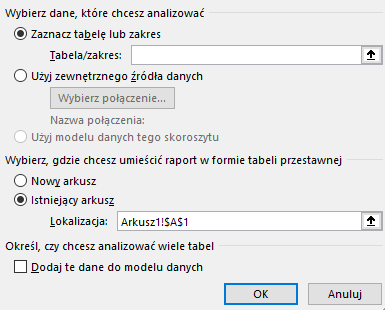 Wybierz dane, które chcesz analizować
Zaznacz tabelę lub zakres
Tabela/zakres:
Użyj zewnętrznego źródła danych
Wybierz połączenie...
Nazwa połączenia:
Użyj modelu danych tego skoroszytu
Wybierz, gdzie chcesz umieścić raport w formie tabeli przestawnej
Nowy arkusz
Istniejący arkusz
Lokalizacja: Arkusz1!$A$1
Określ, czy chcesz analizować wiele tabel
Dodaj te dane do modelu danych
OK Anuluj